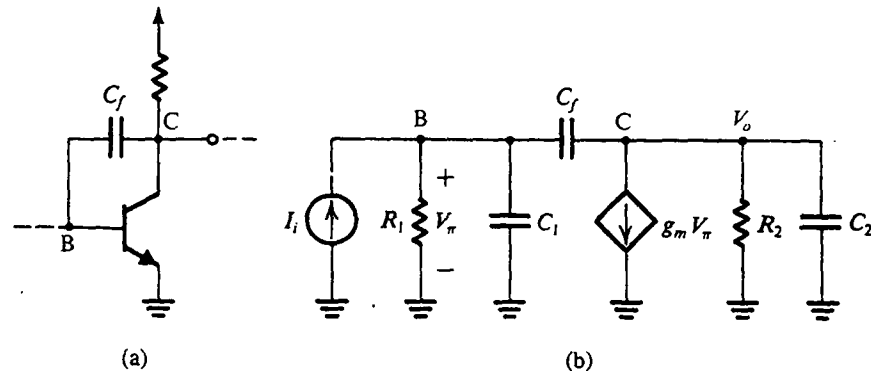 C_f
C
B
(a)
B
C_f
C
V_o
+
I_i
R_1
V_π
C_1
g_m V_π
R_2
C_2
−
(b)